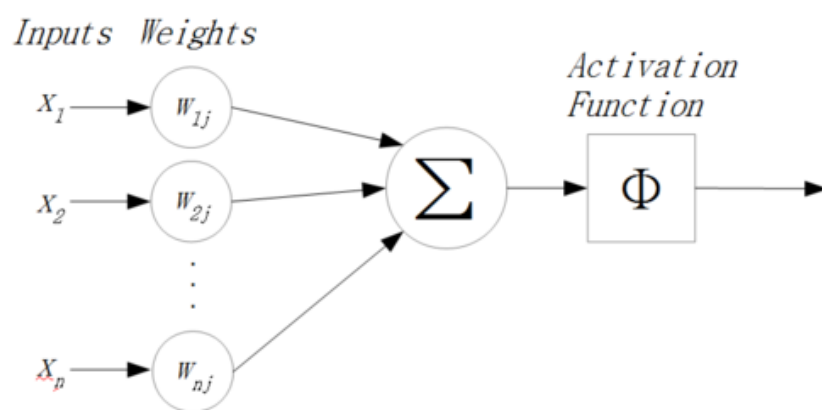 Inputs Weights
Activation
Function
X1
W1j
X2
W2j
Σ
Φ
⋮
Xn
Wnj